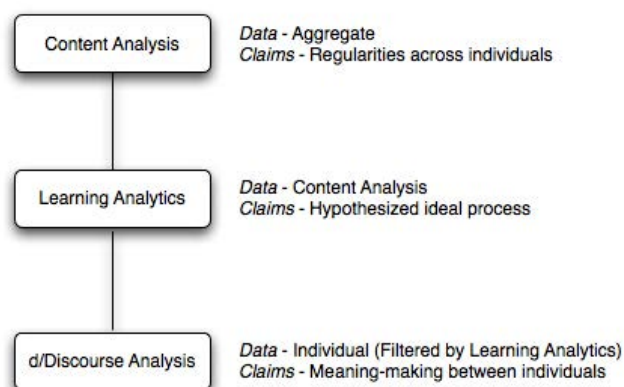 Content Analysis
Data - Aggregate
Claims - Regularities across individuals
Learning Analytics
Data - Content Analysis
Claims - Hypothesized ideal process
d/Discourse Analysis
Data - Individual (Filtered by Learning Analytics)
Claims - Meaning-making between individuals